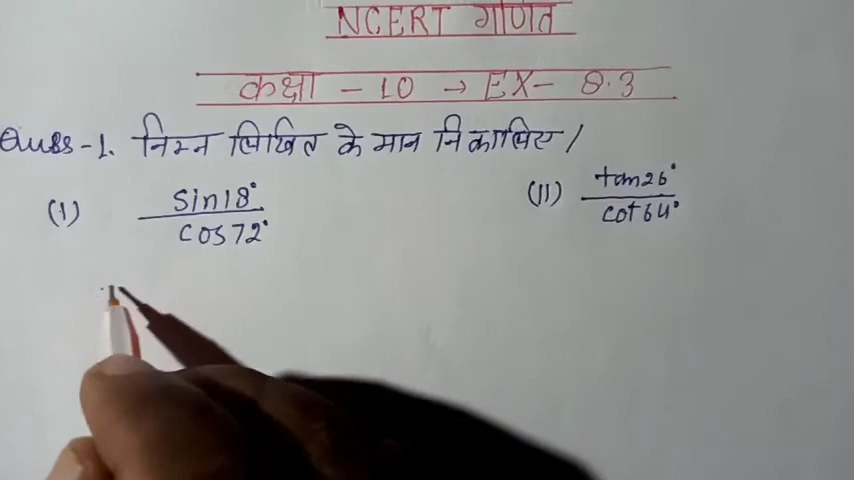 NCERT गणित
कक्षा - 10 → EX- 8.3
Quss-1. निम्न लिखित के मान निकालिए /
(I) sin18° / cos72° (II) tan26° / cot64°